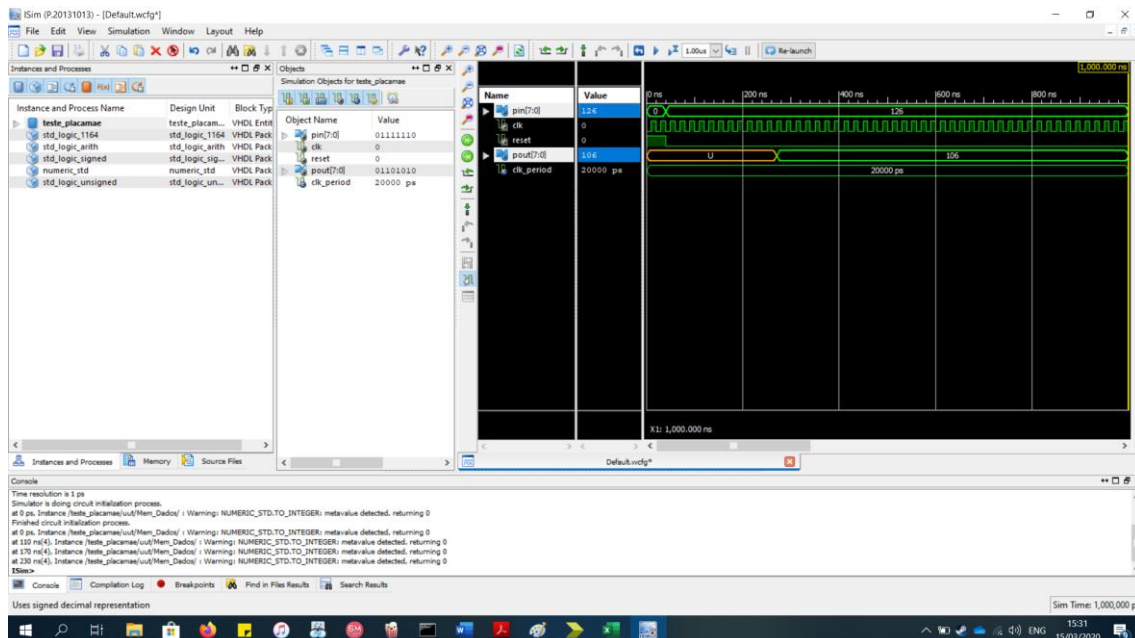 ISim (P.20131013) - [Default.wcfg*]
File Edit View Simulation Window Layout Help
1.00us Re-launch
Instances and Processes
Instance and Process Name Design Unit Block Typ
teste_placamae teste_placam... VHDL Entit
std_logic_1164 std_logic_1164 VHDL Pack
std_logic_arith std_logic_arith VHDL Pack
std_logic_signed std_logic_sig... VHDL Pack
numeric_std numeric_std VHDL Pack
std_logic_unsigned std_logic_un... VHDL Pack
Instances and Processes Memory Source Files
Objects
Simulation Objects for teste_placamae
Object Name Value
pin[7:0] 01111110
clk 0
reset 0
pout[7:0] 01101010
clk_period 20000 ps
Name Value
pin[7:0] 126
clk 0
reset 0
pout[7:0] 106
clk_period 20000 ps
1,000.000 ns
0 ns 200 ns 400 ns 600 ns 800 ns
0 126
U 106
20000 ps
X1: 1,000.000 ns
Default.wcfg*
Console
Time resolution is 1 ps
Simulator is doing circuit initialization process.
at 0 ps, Instance /teste_placamae/uut/Mem_Dados/ : Warning: NUMERIC_STD.TO_INTEGER: metavalue detected, returning 0
Finished circuit initialization process.
at 0 ps, Instance /teste_placamae/uut/Mem_Dados/ : Warning: NUMERIC_STD.TO_INTEGER: metavalue detected, returning 0
at 110 ns(4), Instance /teste_placamae/uut/Mem_Dados/ : Warning: NUMERIC_STD.TO_INTEGER: metavalue detected, returning 0
at 170 ns(4), Instance /teste_placamae/uut/Mem_Dados/ : Warning: NUMERIC_STD.TO_INTEGER: metavalue detected, returning 0
at 230 ns(4), Instance /teste_placamae/uut/Mem_Dados/ : Warning: NUMERIC_STD.TO_INTEGER: metavalue detected, returning 0
ISim>
Console Compilation Log Breakpoints Find in Files Results Search Results
Uses signed decimal representation
Sim Time: 1,000,000 p
ENG
15:31
15/03/2020